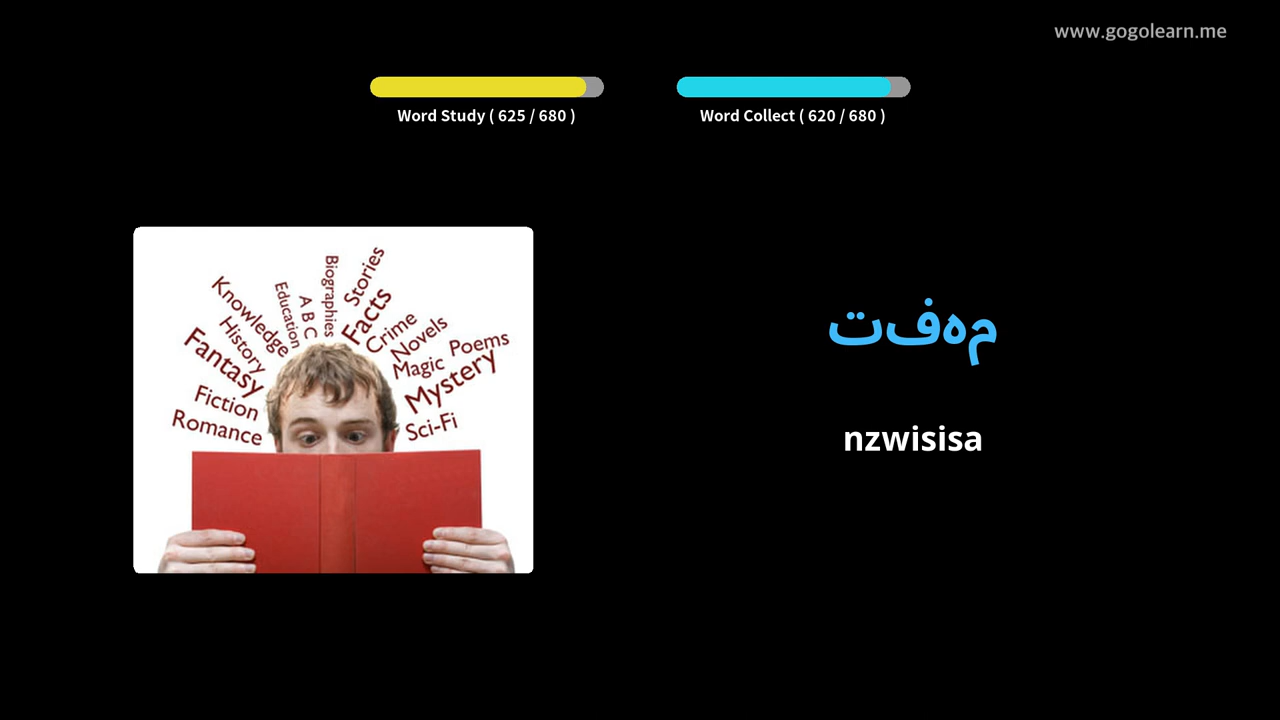 www.gogolearn.me
Word Study ( 625 / 680 )
Word Collect ( 620 / 680 )
Knowledge
History
Fantasy
Fiction
Romance
Education
A B C
Biographies
Stories
Facts
Crime
Novels
Magic
Poems
Mystery
Sci-Fi
مهفت
nzwisisa